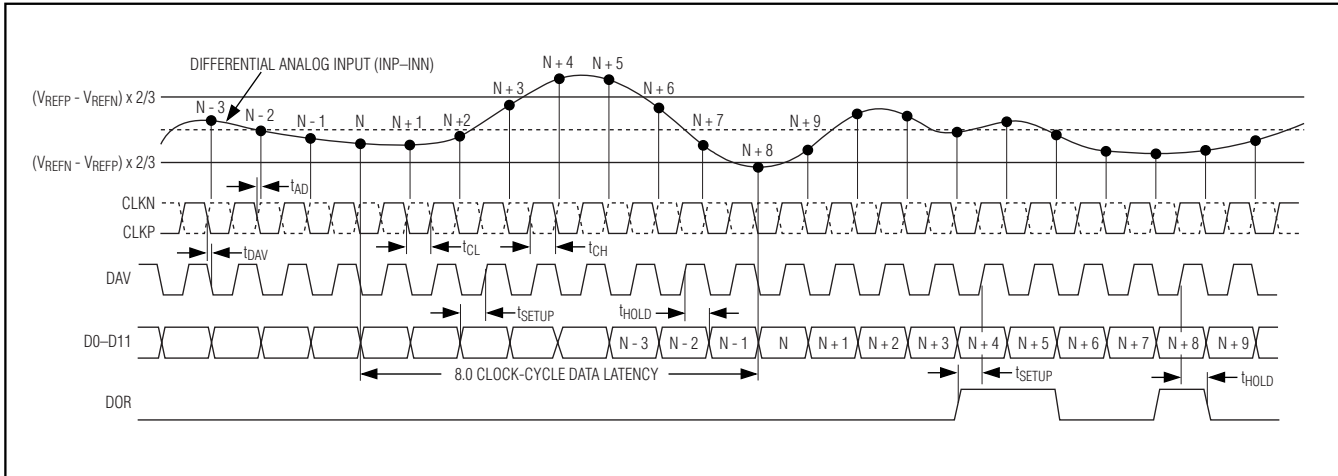 DIFFERENTIAL ANALOG INPUT (INP–INN)
N + 4
N + 5
N + 3
N + 6
(VREFP - VREFN) x 2/3
N - 3
N - 2
N - 1
N
N + 1
N+2
N + 7
N + 9
N + 8
(VREFN - VREFP) x 2/3
tAD
CLKN
CLKP
tDAV
tCL
tCH
DAV
tSETUP
tHOLD
D0–D11
N - 3
N - 2
N - 1
N
N + 1
N + 2
N + 3
N + 4
N + 5
N + 6
N + 7
N + 8
N + 9
8.0 CLOCK-CYCLE DATA LATENCY
tSETUP
tHOLD
DOR